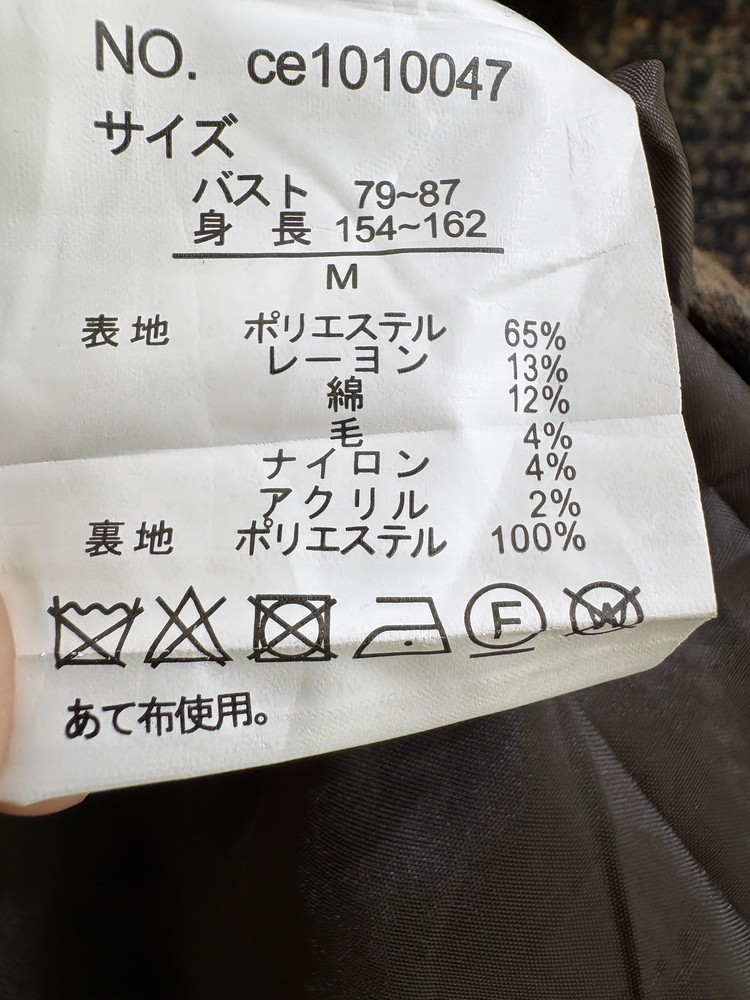 NO. ce1010047
サイズ
バスト 79~87
身 長 154~162
M
表地 ポリエステル 65%
レーヨン 13%
綿 12%
毛 4%
ナイロン 4%
アクリル 2%
裏地 ポリエステル 100%
F W
あて布使用。